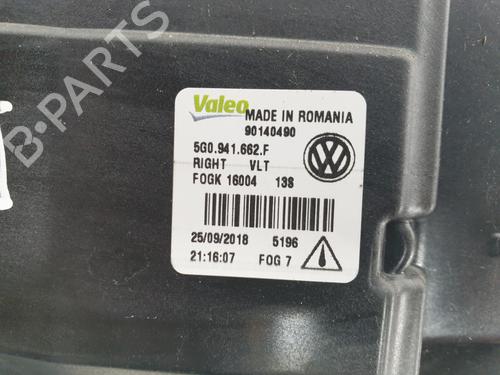 Valeo MADE IN ROMANIA
90140490
5G0.941.662.F
RIGHT VLT
FOGK 16004 138
25/09/2018 5196
21:16:07 FOG 7
B-PARTS